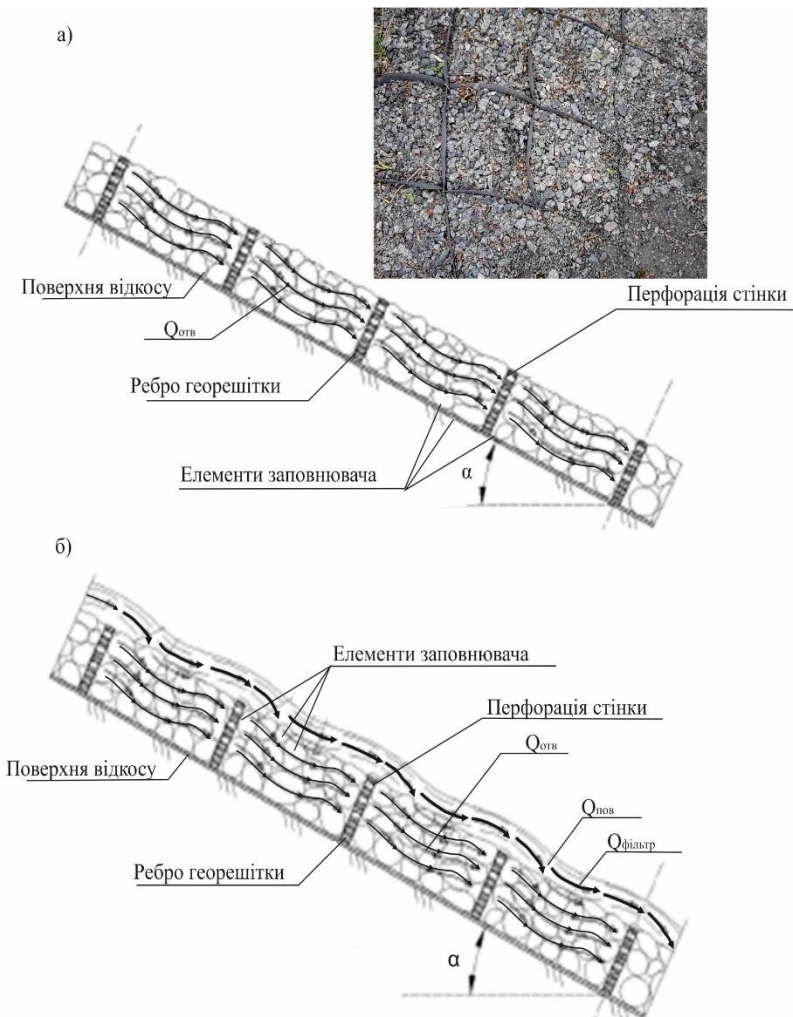 а)
Поверхня відкосу
Qотв
Ребро георешітки
Перфорація стінки
Елементи заповнювача
α
б)
Елементи заповнювача
Перфорація стінки
Qотв
Поверхня відкосу
Qпов
Qфільтр
Ребро георешітки
α